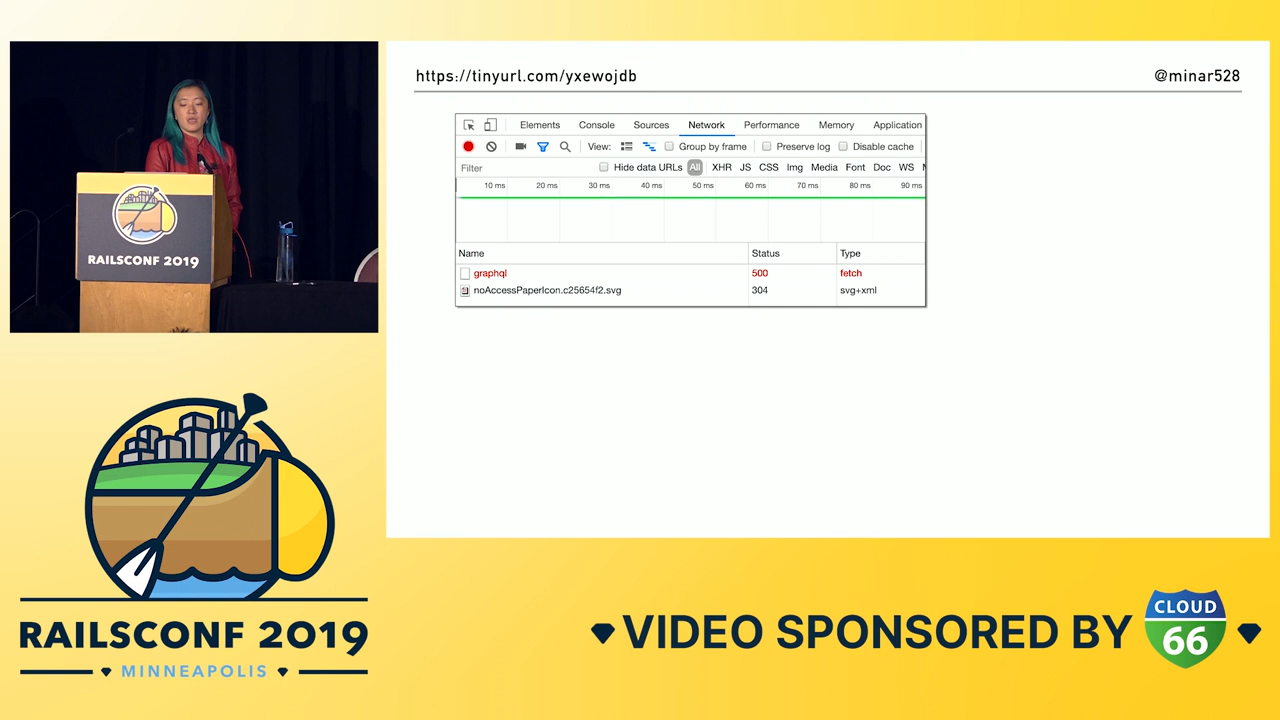 https://tinyurl.com/yxewojdb
@minar528
Elements Console Sources Network Performance Memory Application
View: Group by frame Preserve log Disable cache
Filter Hide data URLs All XHR JS CSS Img Media Font Doc WS
10 ms 20 ms 30 ms 40 ms 50 ms 60 ms 70 ms 80 ms 90 ms
Name Status Type
graphql 500 fetch
noAccessPaperIcon.c25654f2.svg 304 svg+xml
RAILSCONF 2019
RAILSCONF 2019
MINNEAPOLIS
VIDEO SPONSORED BY
CLOUD
66